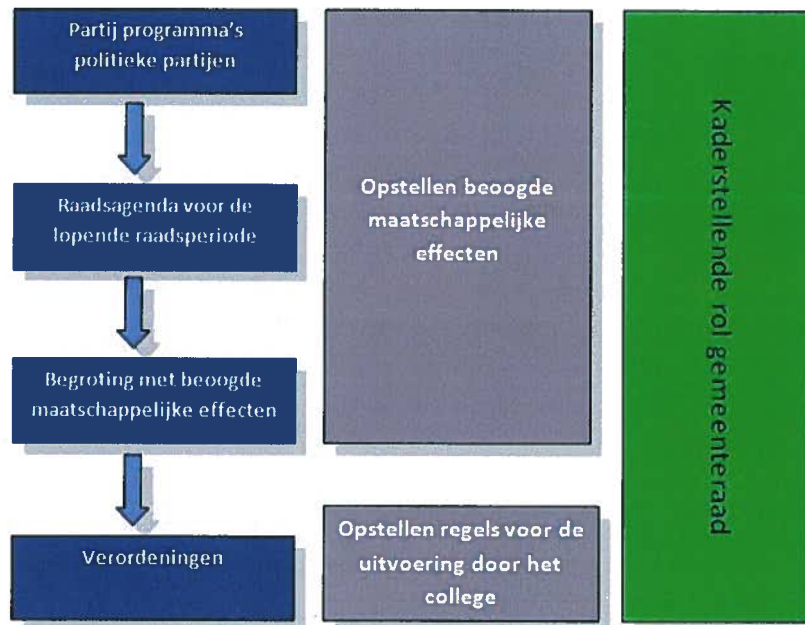 Partij programma's
politieke partijen
Raadsagenda voor de
lopende raadsperiode
Begroting met beoogde
maatschappelijke effecten
Verordeningen
Opstellen beoogde
maatschappelijke
effecten
Opstellen regels voor de
uitvoering door het
college
Kaderstellende rol gemeenteraad